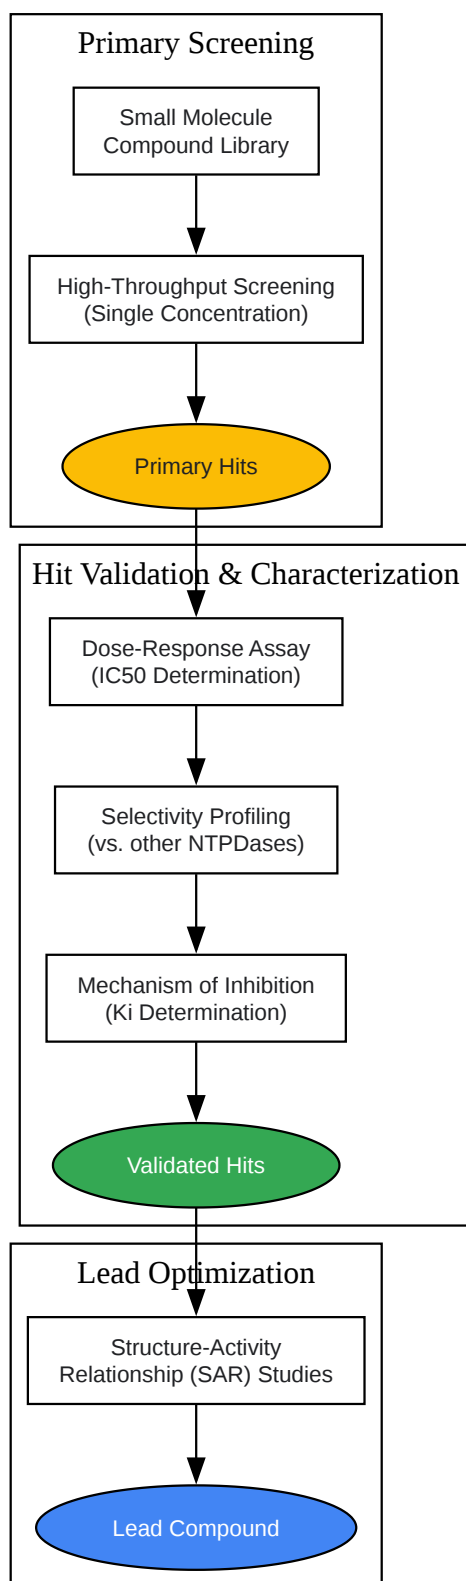 Primary Screening
Small Molecule
Compound Library
High-Throughput Screening
(Single Concentration)
Primary Hits
Hit Validation & Characterization
Dose-Response Assay
(IC50 Determination)
Selectivity Profiling
(vs. other NTPDases)
Mechanism of Inhibition
(Ki Determination)
Validated Hits
Lead Optimization
Structure-Activity
Relationship (SAR) Studies
Lead Compound